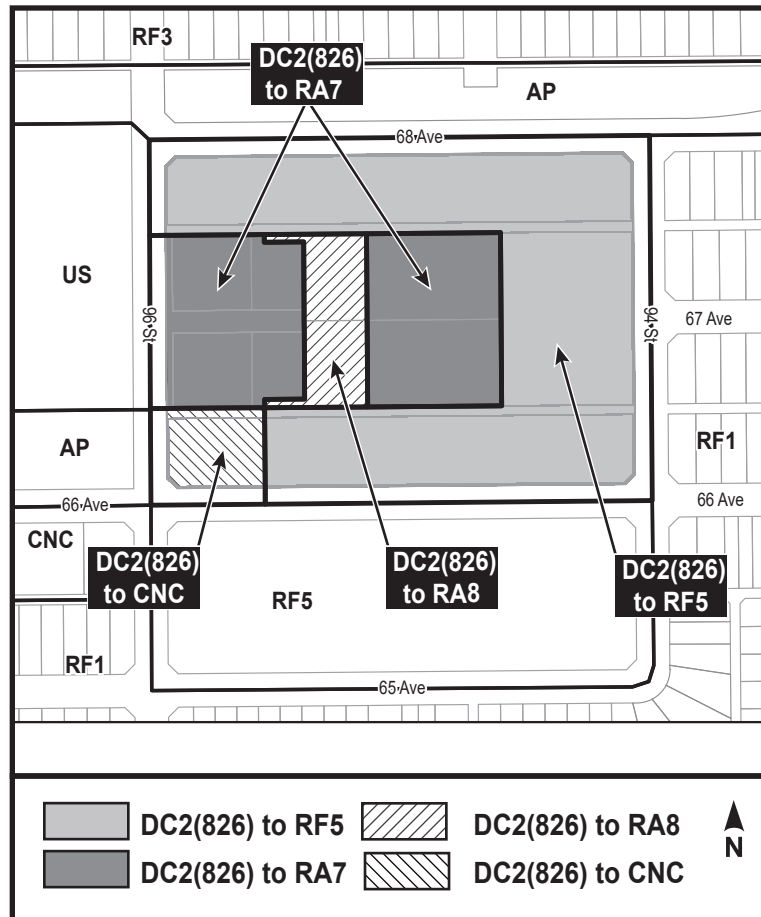 RF3
DC2(826)
to RA7
AP
68 Ave
US
96 St
94 St
67 Ave
AP
RF1
66 Ave
66 Ave
CNC
DC2(826)
to CNC
DC2(826)
to RA8
DC2(826)
to RF5
RF5
RF1
65 Ave
DC2(826) to RF5
DC2(826) to RA8
DC2(826) to RA7
DC2(826) to CNC
N